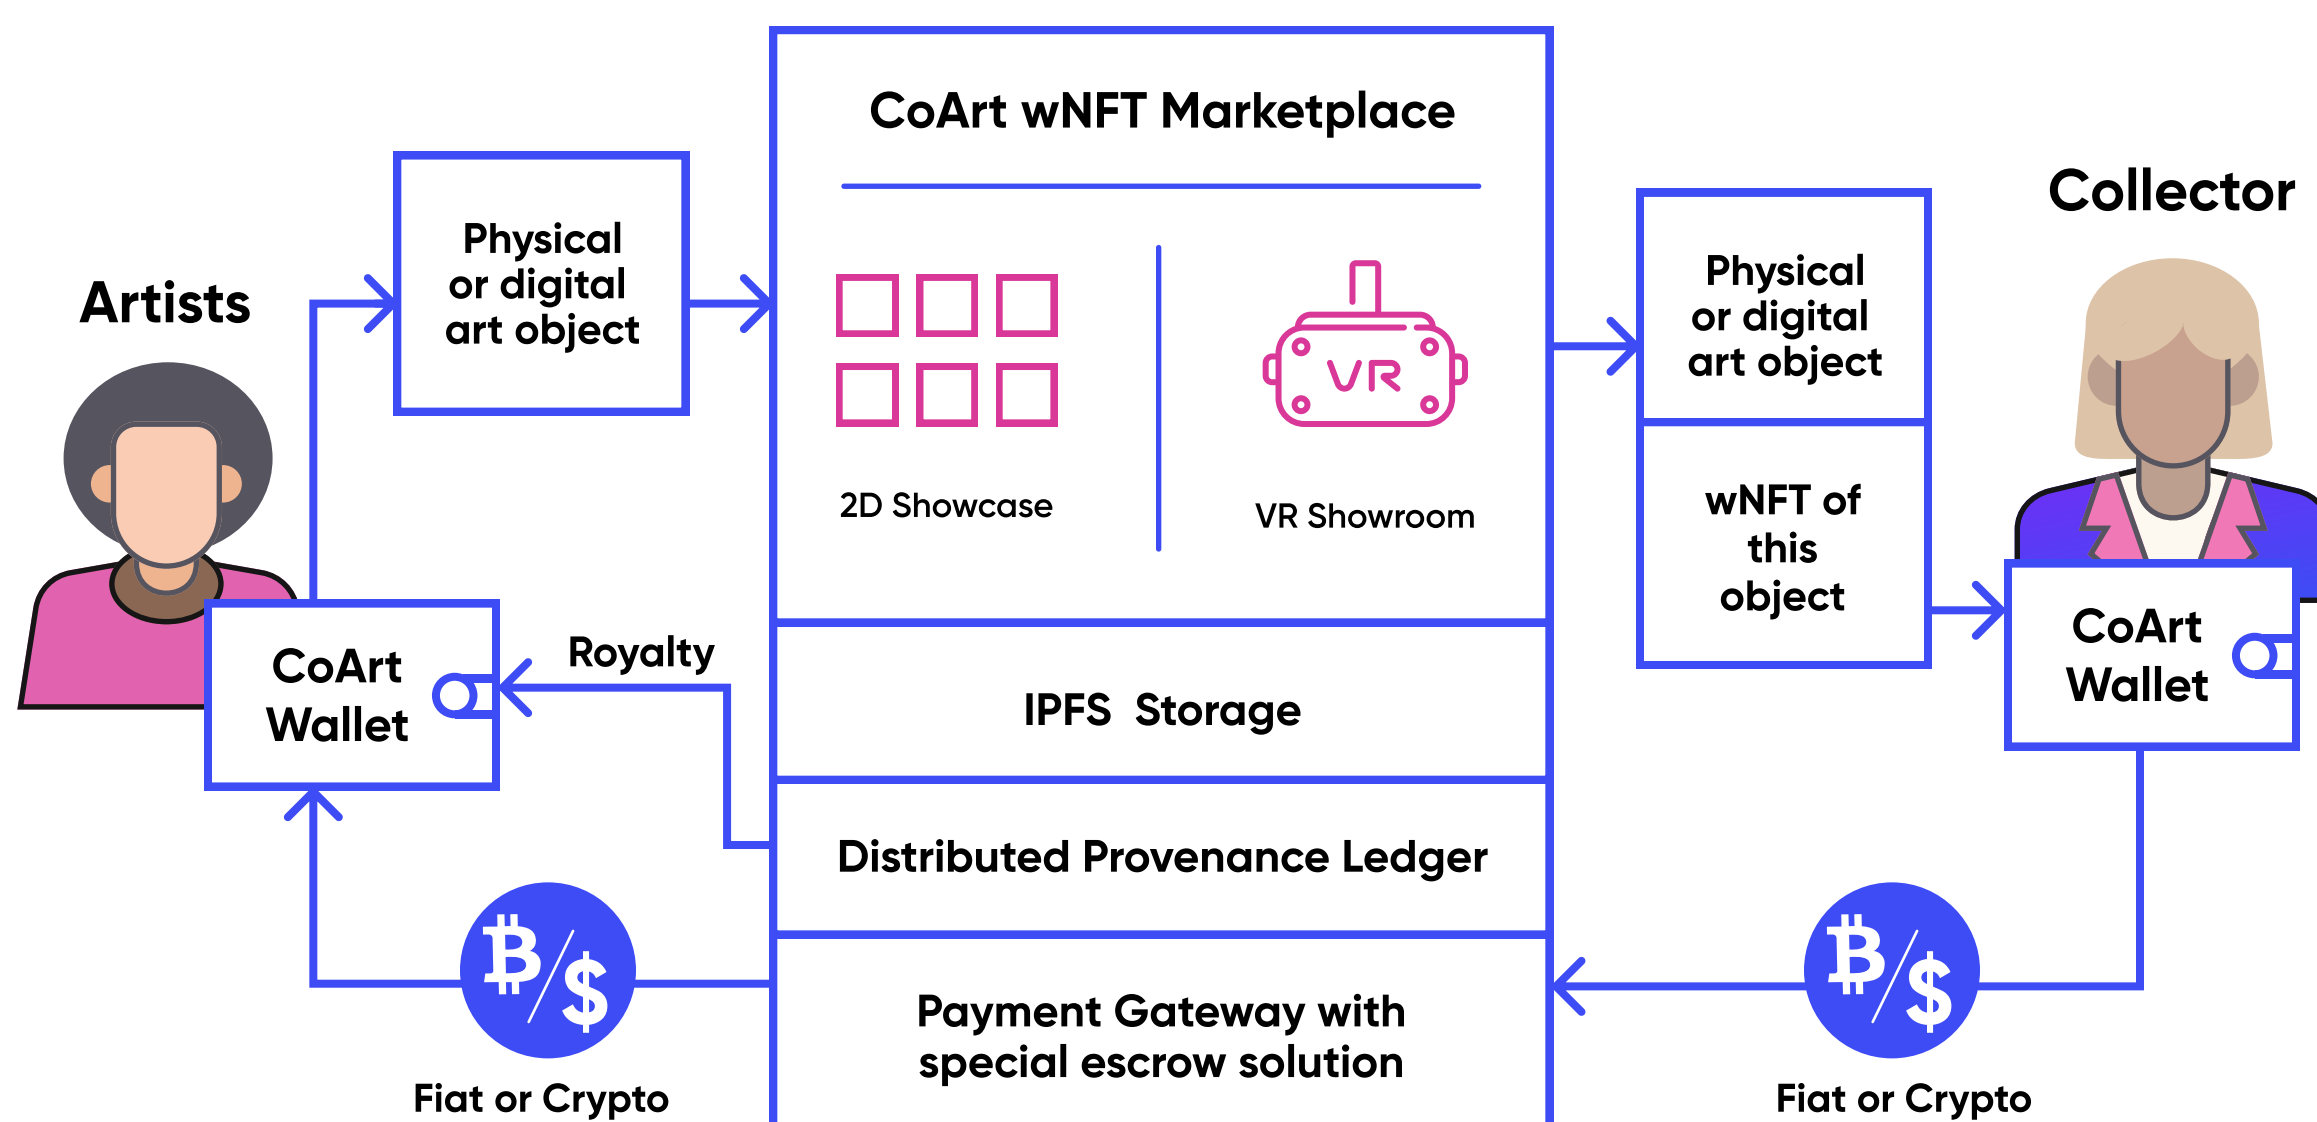 Artists
Physical
or digital
art object
CoArt
Wallet
Royalty
Fiat or Crypto
CoArt wNFT Marketplace
2D Showcase
VR
VR Showroom
IPFS Storage
Distributed Provenance Ledger
Payment Gateway with
special escrow solution
Physical
or digital
art object
wNFT of
this
object
Collector
CoArt
Wallet
Fiat or Crypto